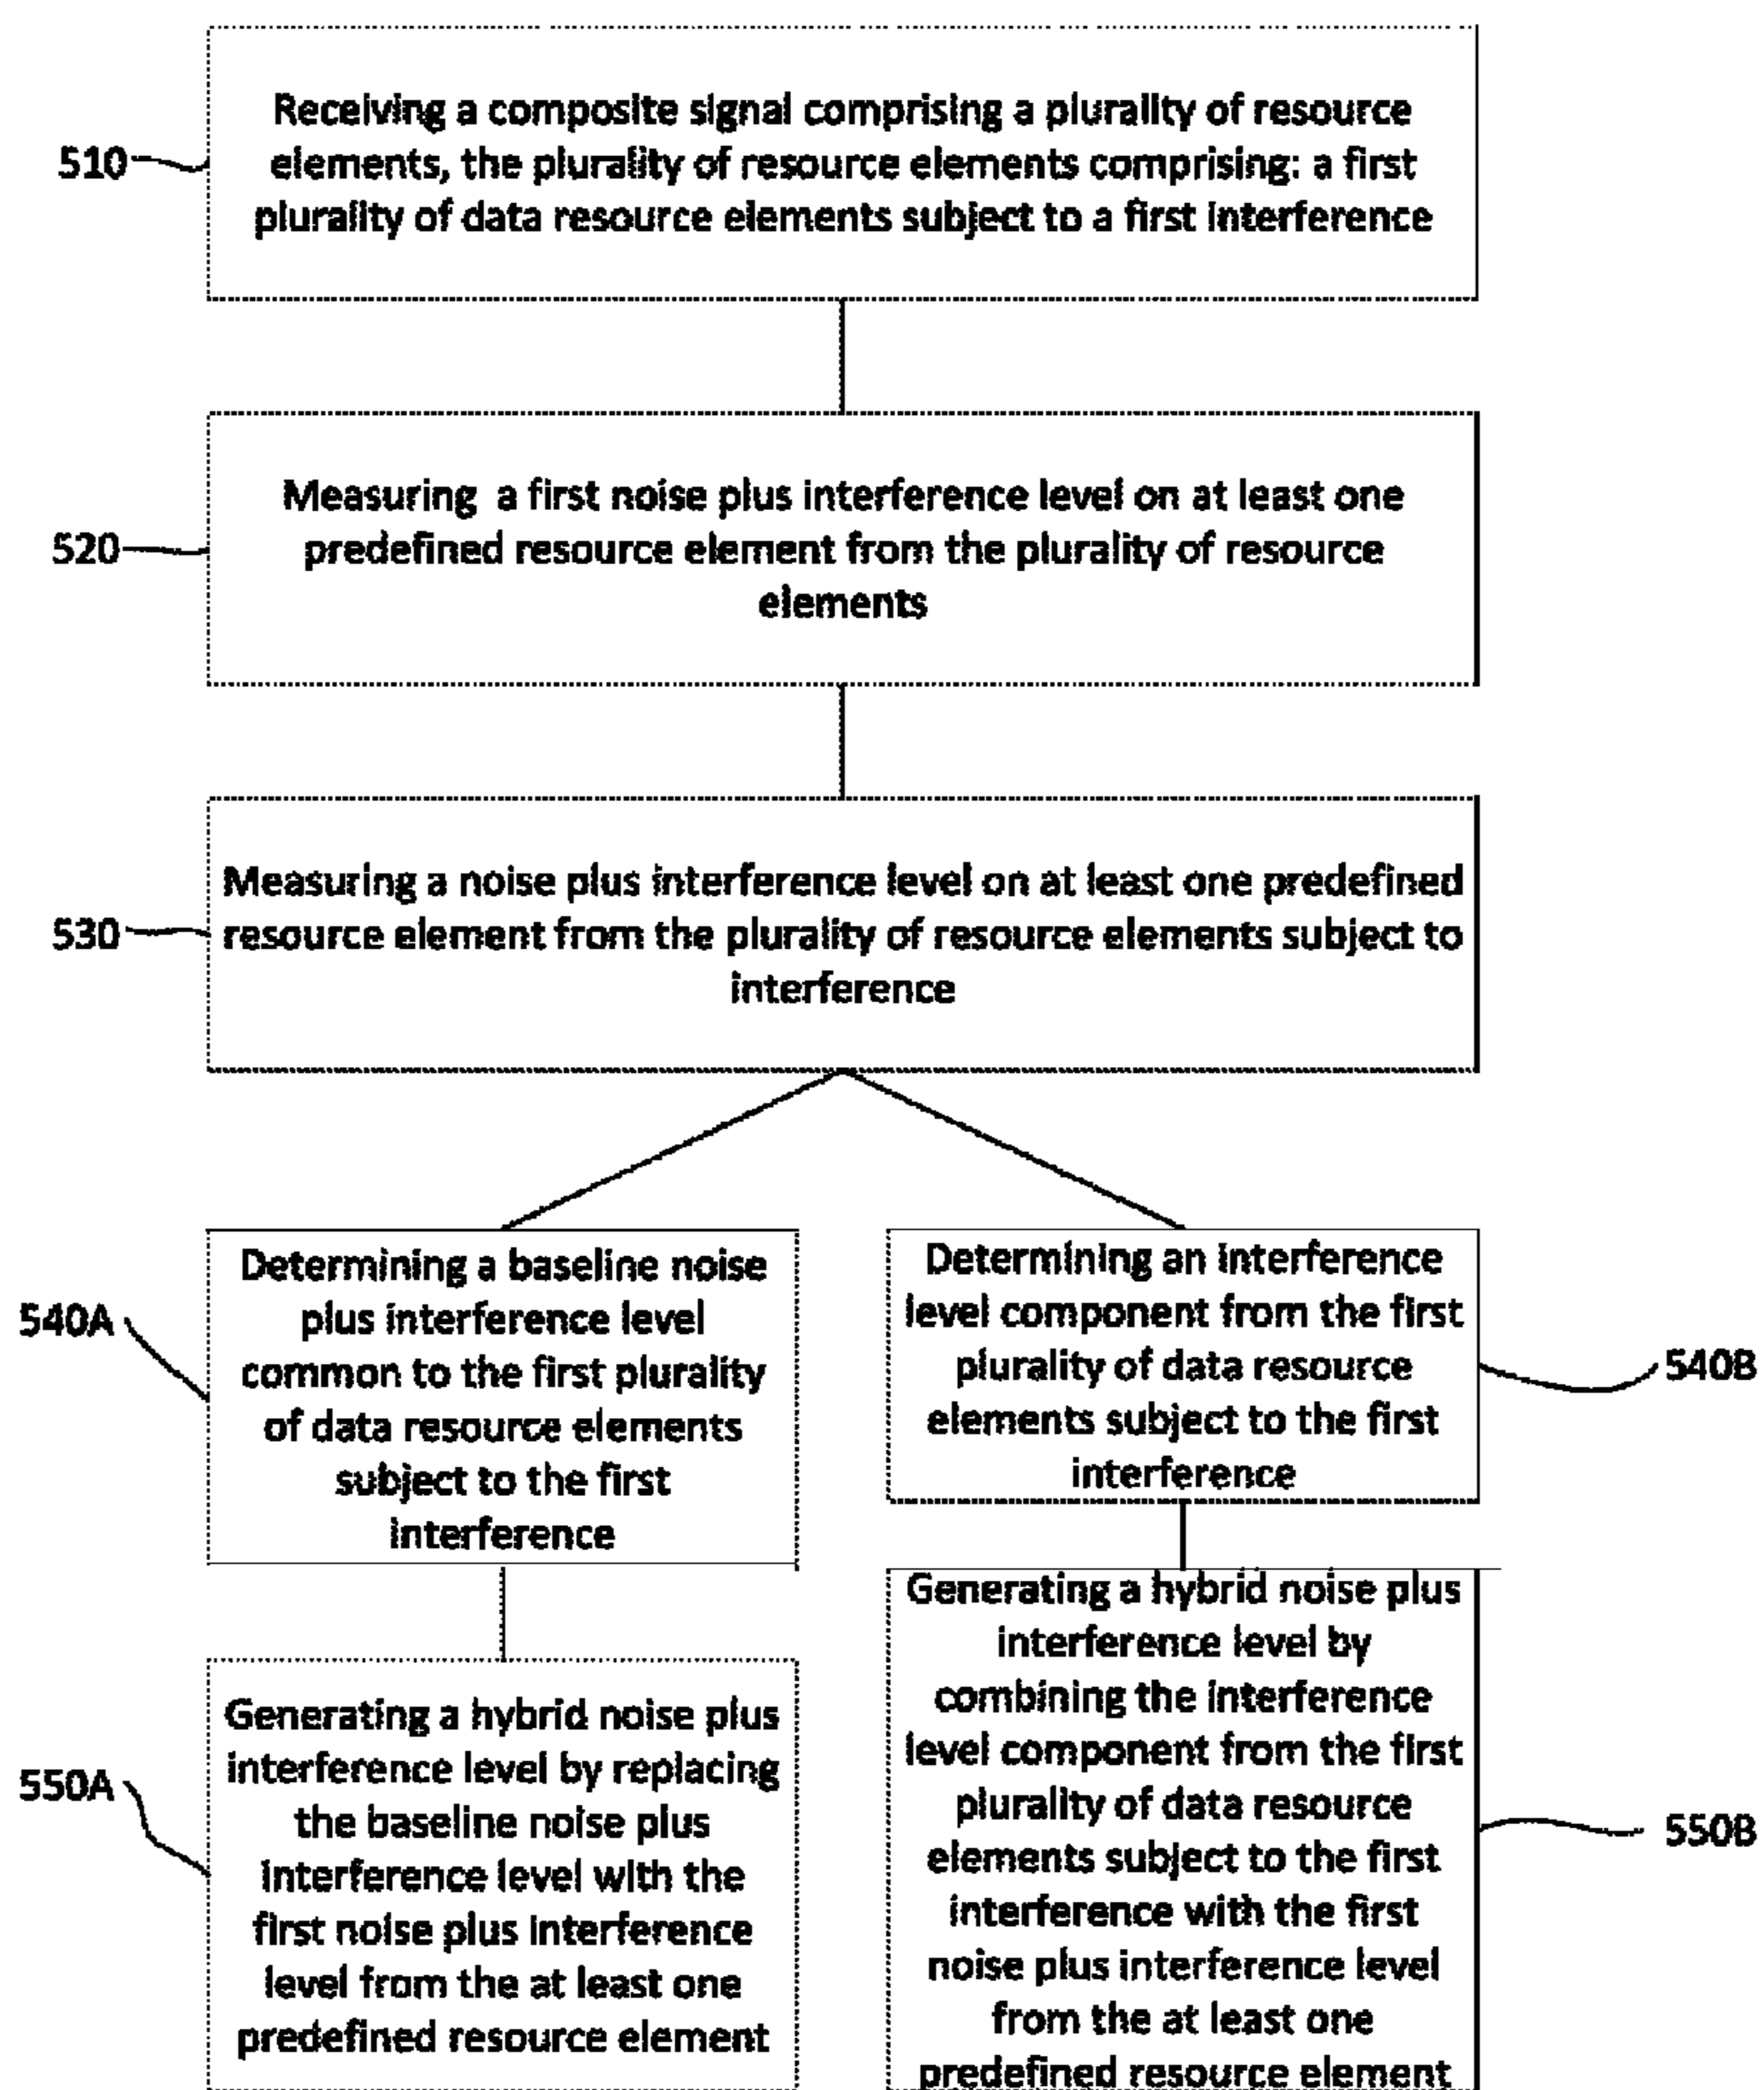 510
Receiving a composite signal comprising a plurality of resource
elements, the plurality of resource elements comprising: a first
plurality of data resource elements subject to a first interference
520
Measuring a first noise plus interference level on at least one
predefined resource element from the plurality of resource
elements
530
Measuring a noise plus interference level on at least one predefined
resource element from the plurality of resource elements subject to
interference
540A
Determining a baseline noise
plus interference level
common to the first plurality
of data resource elements
subject to the first
interference
Determining an interference
level component from the first
plurality of data resource
elements subject to the first
interference
540B
550A
Generating a hybrid noise plus
interference level by replacing
the baseline noise plus
interference level with the
first noise plus interference
level from the at least one
predefined resource element
Generating a hybrid noise plus
interference level by
combining the interference
level component from the first
plurality of data resource
elements subject to the first
interference with the first
noise plus interference level
from the at least one
predefined resource element
550B